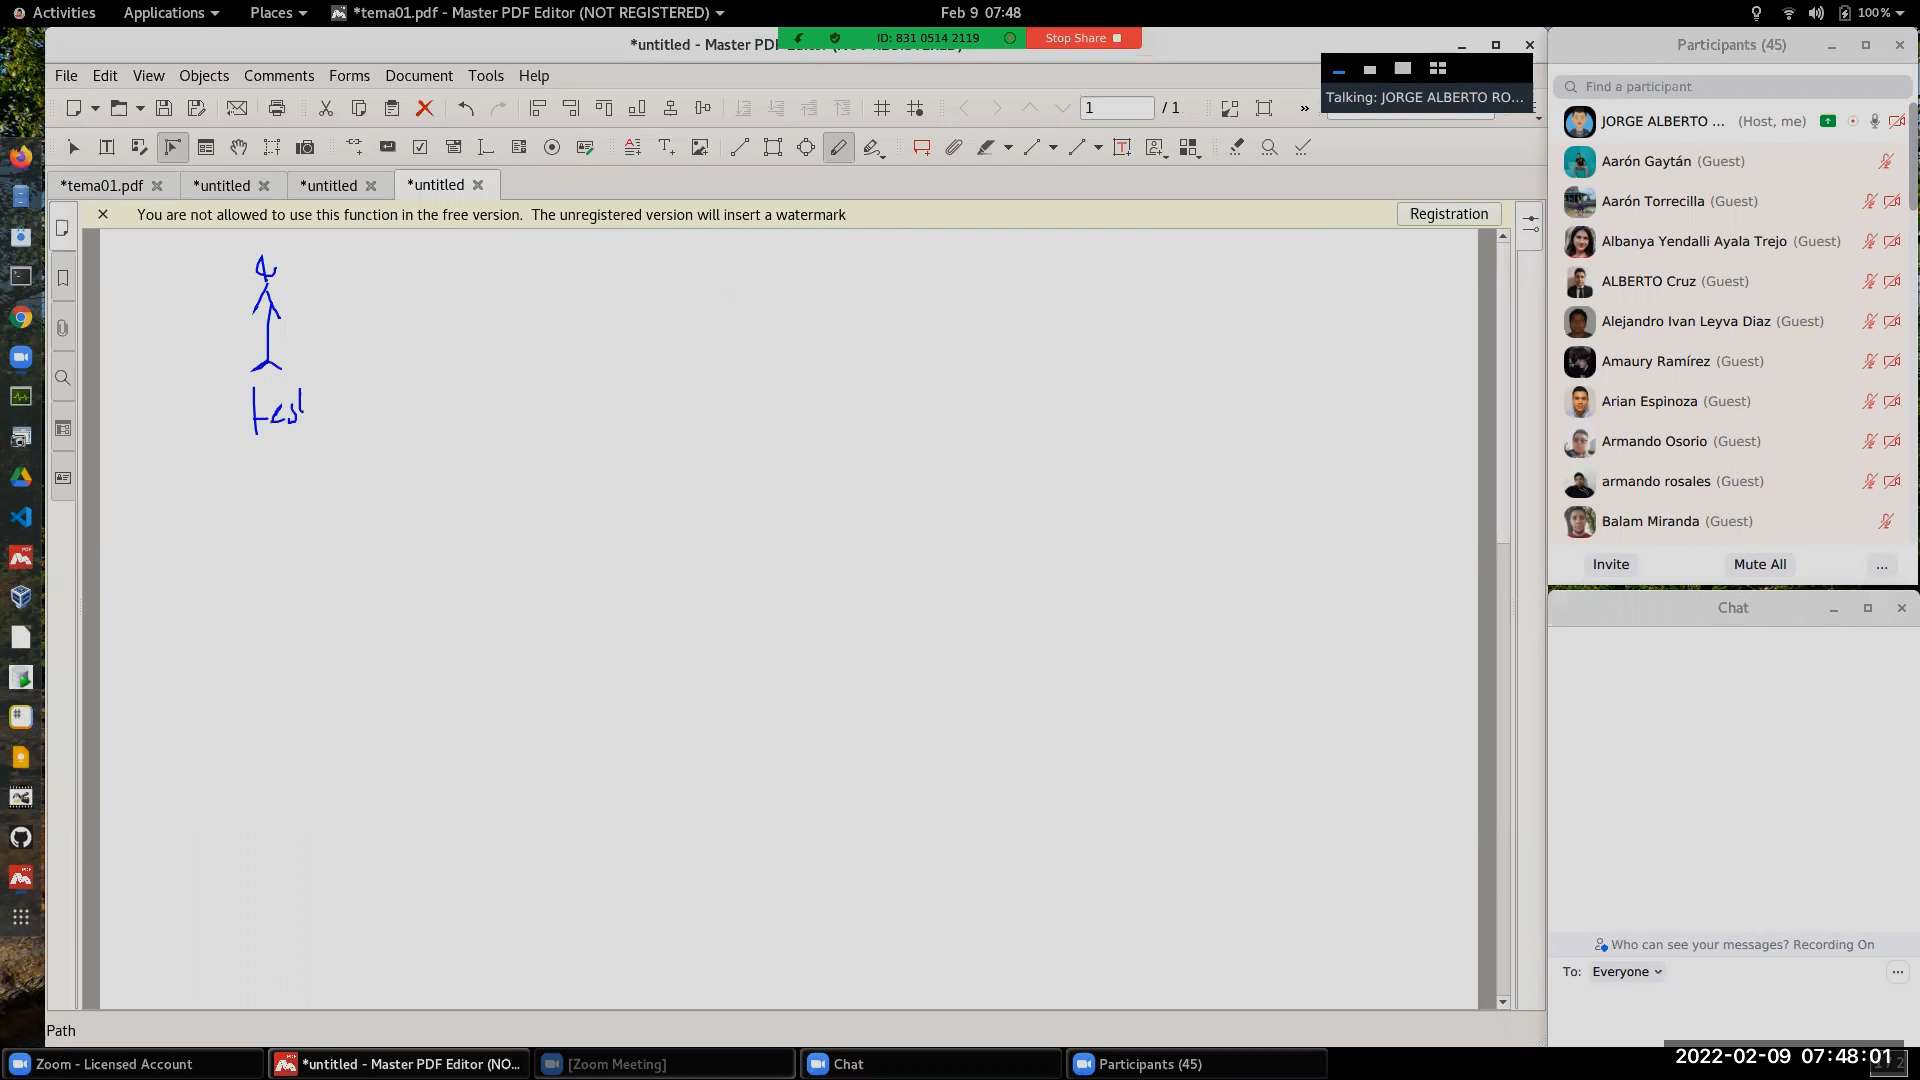 Activities Applications Places *tema01.pdf - Master PDF Editor (NOT REGISTERED) Feb 9 07:48 100%
*untitled - Master PDF Editor (NOT REGISTERED)
ID: 831 0514 2119 Stop Share
Talking: JORGE ALBERTO RO...
File Edit View Objects Comments Forms Document Tools Help
1 / 1
*tema01.pdf *untitled *untitled *untitled
You are not allowed to use this function in the free version. The unregistered version will insert a watermark Registration
Path
Participants (45)
Find a participant
JORGE ALBERTO ... (Host, me)
Aarón Gaytán (Guest)
Aarón Torrecilla (Guest)
Albanya Yendalli Ayala Trejo (Guest)
ALBERTO Cruz (Guest)
Alejandro Ivan Leyva Diaz (Guest)
Amaury Ramírez (Guest)
Arian Espinoza (Guest)
Armando Osorio (Guest)
armando rosales (Guest)
Balam Miranda (Guest)
Invite Mute All ...
Chat
Who can see your messages? Recording On
To: Everyone
Zoom - Licensed Account *untitled - Master PDF Editor (NO... [Zoom Meeting] Chat Participants (45)
2022-02-09 07:48:01